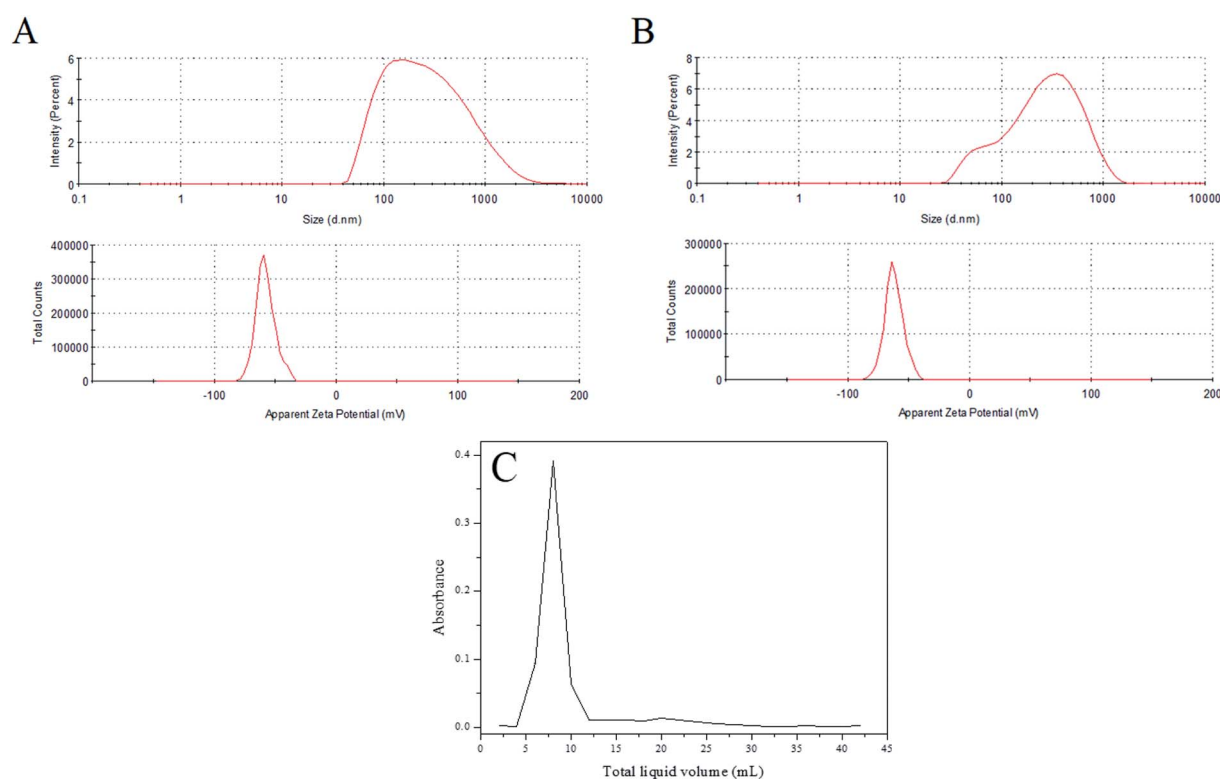 A
Intensity (Percent)
6
4
2
0
0.1 1 10 100 1000 10000
Size (d.nm)
Total Counts
400000
300000
200000
100000
0
-100 0 100 200
Apparent Zeta Potential (mV)
B
Intensity (Percent)
8
6
4
2
0
0.1 1 10 100 1000 10000
Size (d.nm)
Total Counts
300000
200000
100000
0
-100 0 100 200
Apparent Zeta Potential (mV)
C
Absorbance
0.4
0.3
0.2
0.1
0.0
0 5 10 15 20 25 30 35 40 45
Total liquid volume (mL)